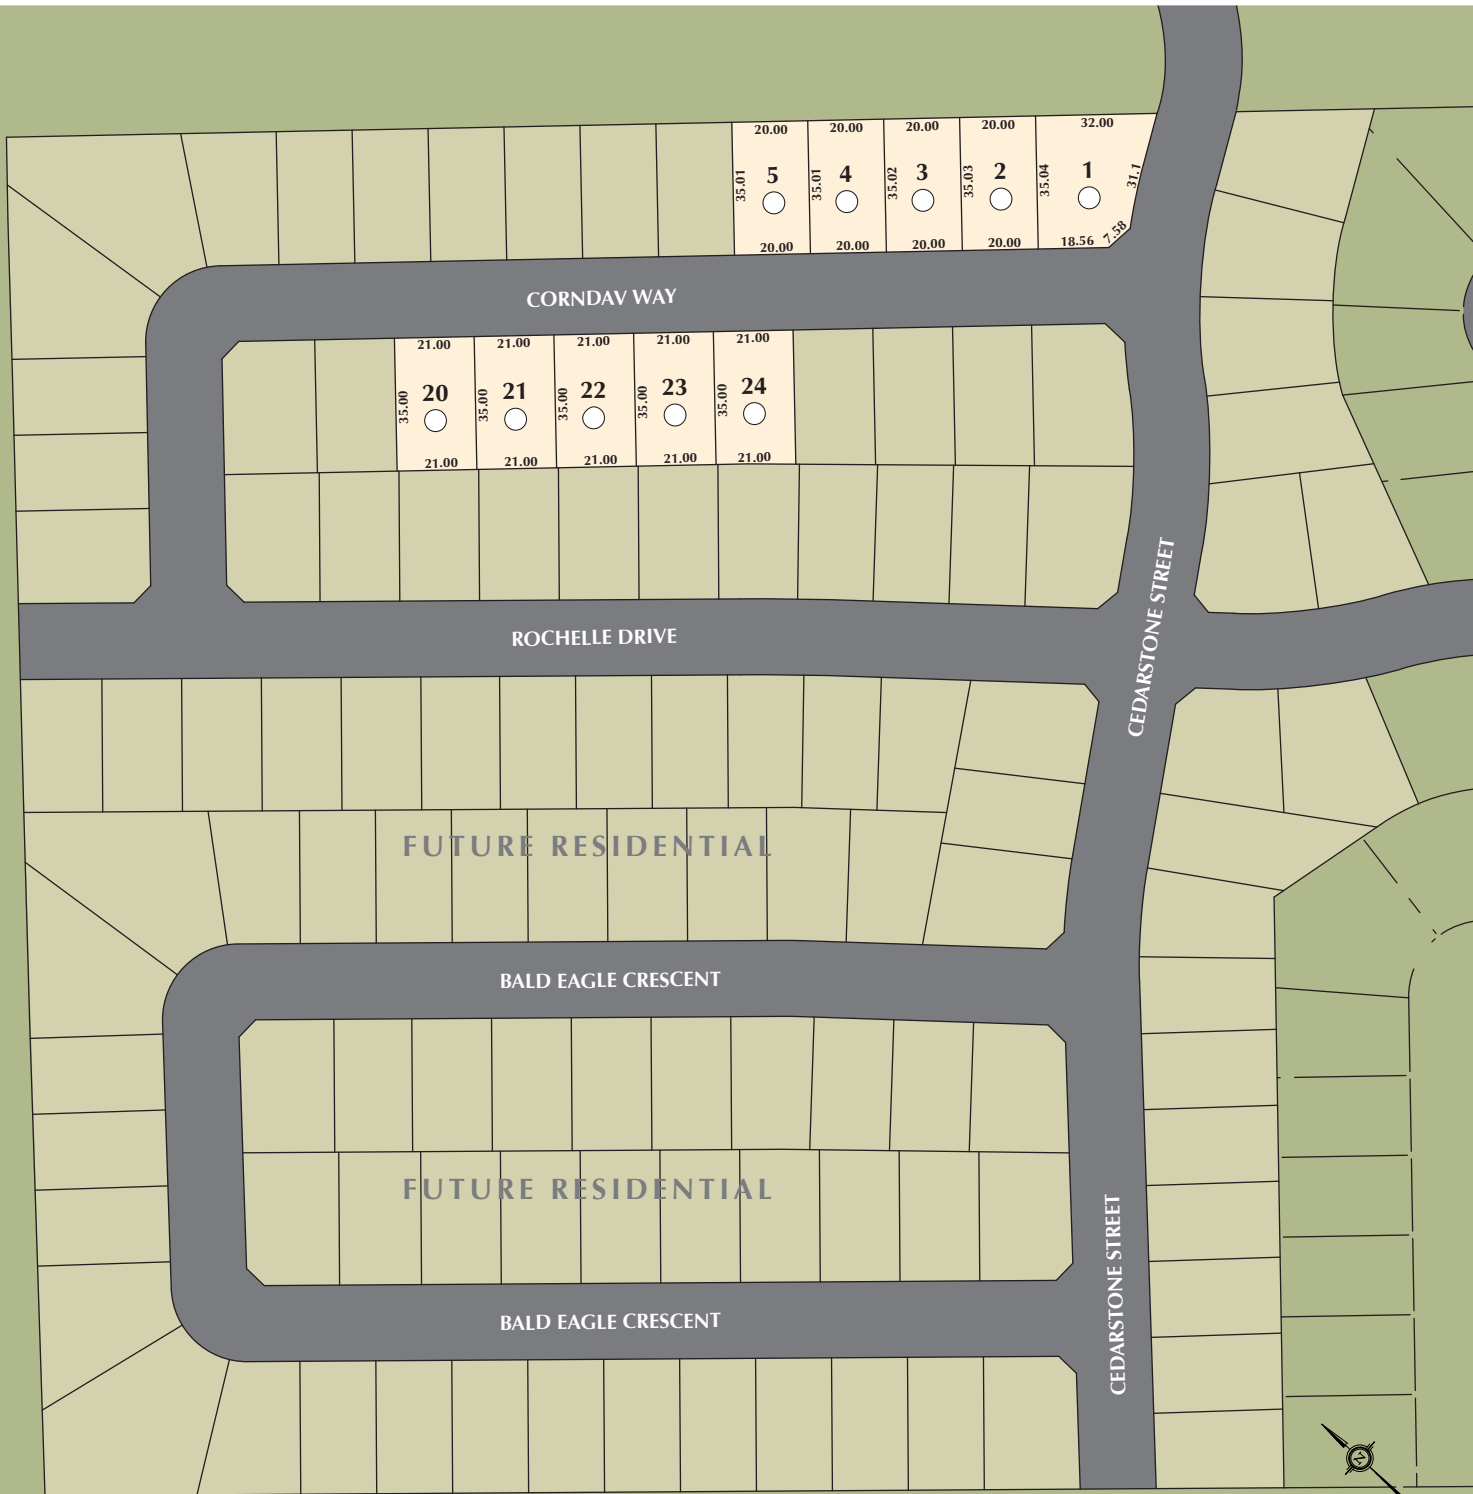 20.00 20.00 20.00 20.00 32.00
35.01 5 35.01 4 35.02 3 35.03 2 35.04 1 31.1
20.00 20.00 20.00 20.00 18.56 7.58
CORNDAV WAY
21.00 21.00 21.00 21.00 21.00
35.00 20 35.00 21 35.00 22 35.00 23 35.00 24
21.00 21.00 21.00 21.00 21.00
ROCHELLE DRIVE
CEDARSTONE STREET
FUTURE RESIDENTIAL
BALD EAGLE CRESCENT
FUTURE RESIDENTIAL
CEDARSTONE STREET
BALD EAGLE CRESCENT
N